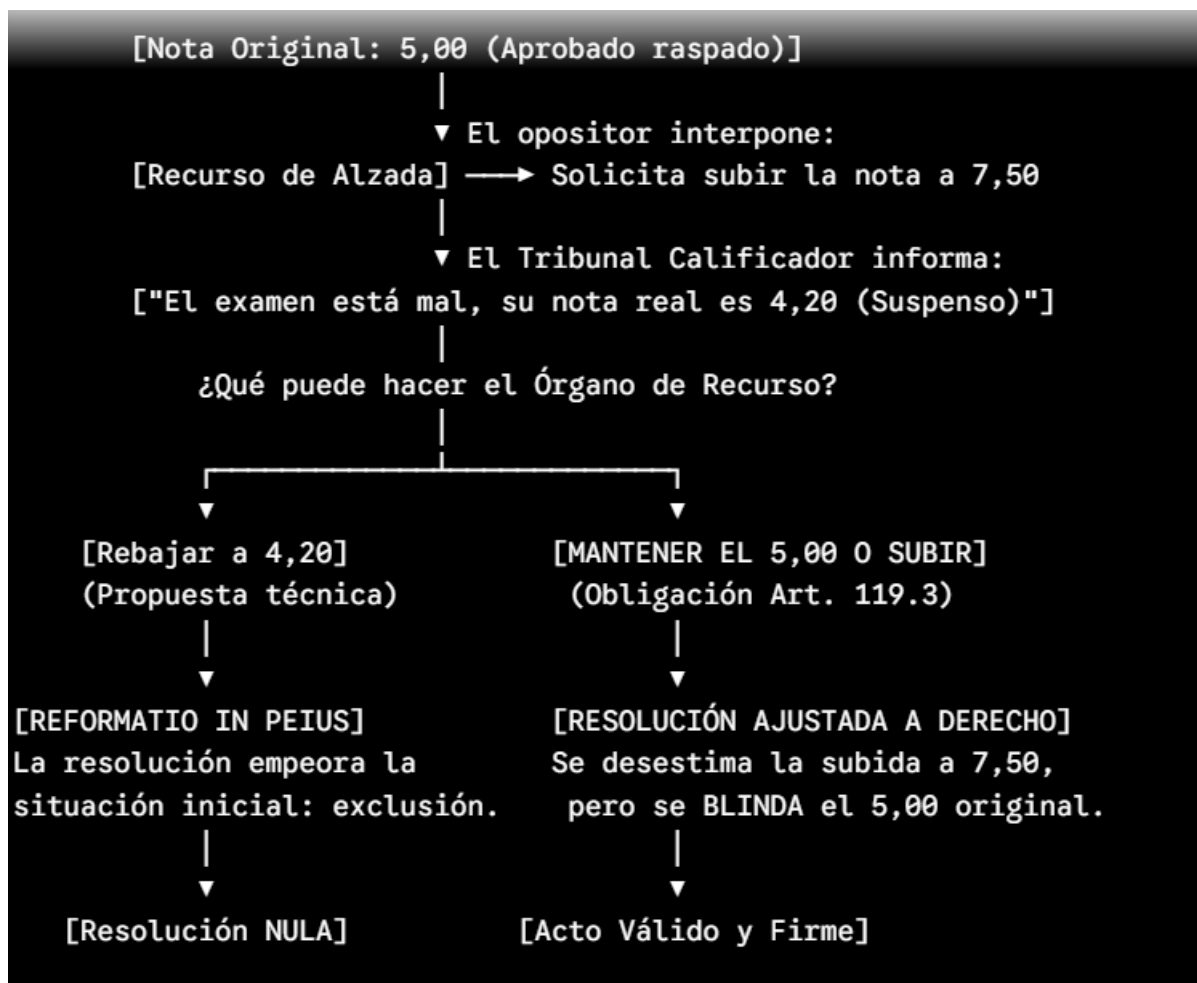 [Nota Original: 5,00 (Aprobado raspado)]
▼ El opositor interpone:
[Recurso de Alzada] ───► Solicita subir la nota a 7,50
▼ El Tribunal Calificador informa:
["El examen está mal, su nota real es 4,20 (Suspenso)"]
¿Qué puede hacer el Órgano de Recurso?
▼ ▼
[Rebajar a 4,20] [MANTENER EL 5,00 O SUBIR]
(Propuesta técnica) (Obligación Art. 119.3)
▼ ▼
[REFORMATIO IN PEIUS] [RESOLUCIÓN AJUSTADA A DERECHO]
La resolución empeora la Se desestima la subida a 7,50,
situación inicial: exclusión. pero se BLINDA el 5,00 original.
▼ ▼
[Resolución NULA] [Acto Válido y Firme]